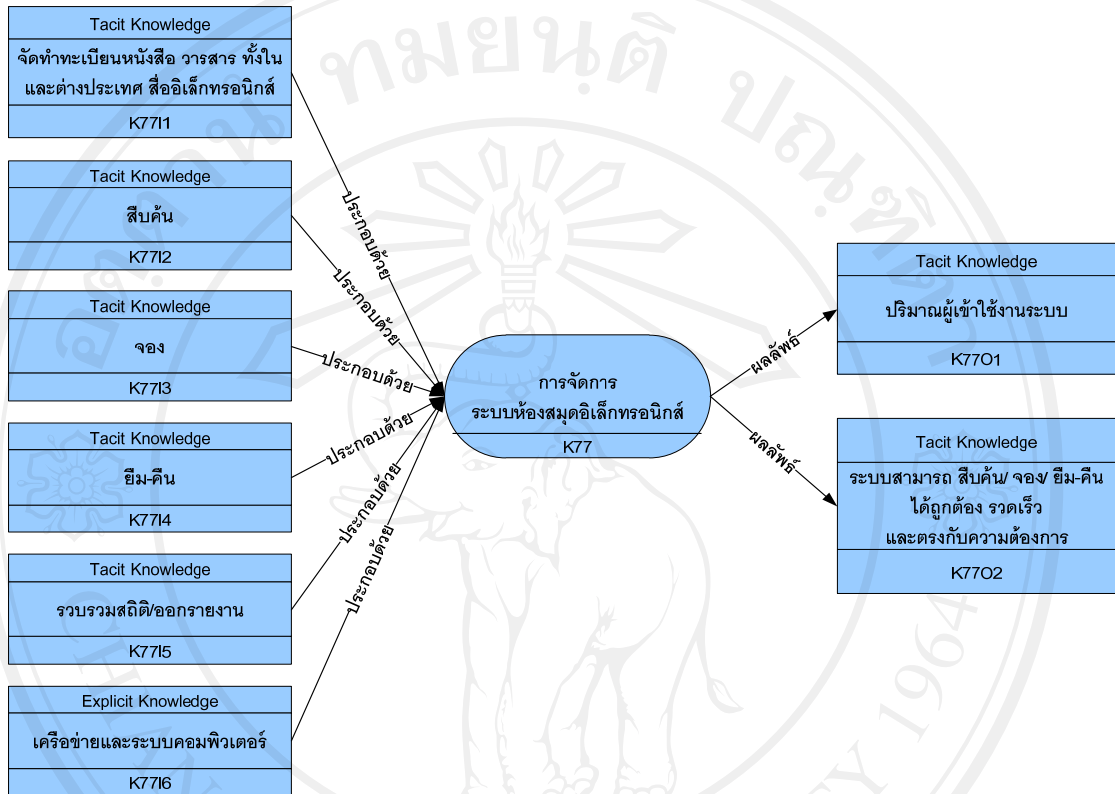 Tacit Knowledge
จัดทำทะเบียนหนังสือ วารสาร ทั้งใน
และต่างประเทศ สื่ออิเล็กทรอนิกส์
K77I1
Tacit Knowledge
สืบค้น
K77I2
Tacit Knowledge
จอง
K77I3
Tacit Knowledge
ยืม-คืน
K77I4
Tacit Knowledge
รวบรวมสถิติ/ออกรายงาน
K77I5
Explicit Knowledge
เครือข่ายและระบบคอมพิวเตอร์
K77I6
ประกอบด้วย
ประกอบด้วย
ประกอบด้วย
ประกอบด้วย
ประกอบด้วย
ประกอบด้วย
การจัดการ
ระบบห้องสมุดอิเล็กทรอนิกส์
K77
ผลลัพธ์
ผลลัพธ์
Tacit Knowledge
ปริมาณผู้เข้าใช้งานระบบ
K77O1
Tacit Knowledge
ระบบสามารถ สืบค้น/ จอง/ ยืม-คืน
ได้ถูกต้อง รวดเร็ว
และตรงกับความต้องการ
K77O2
1964